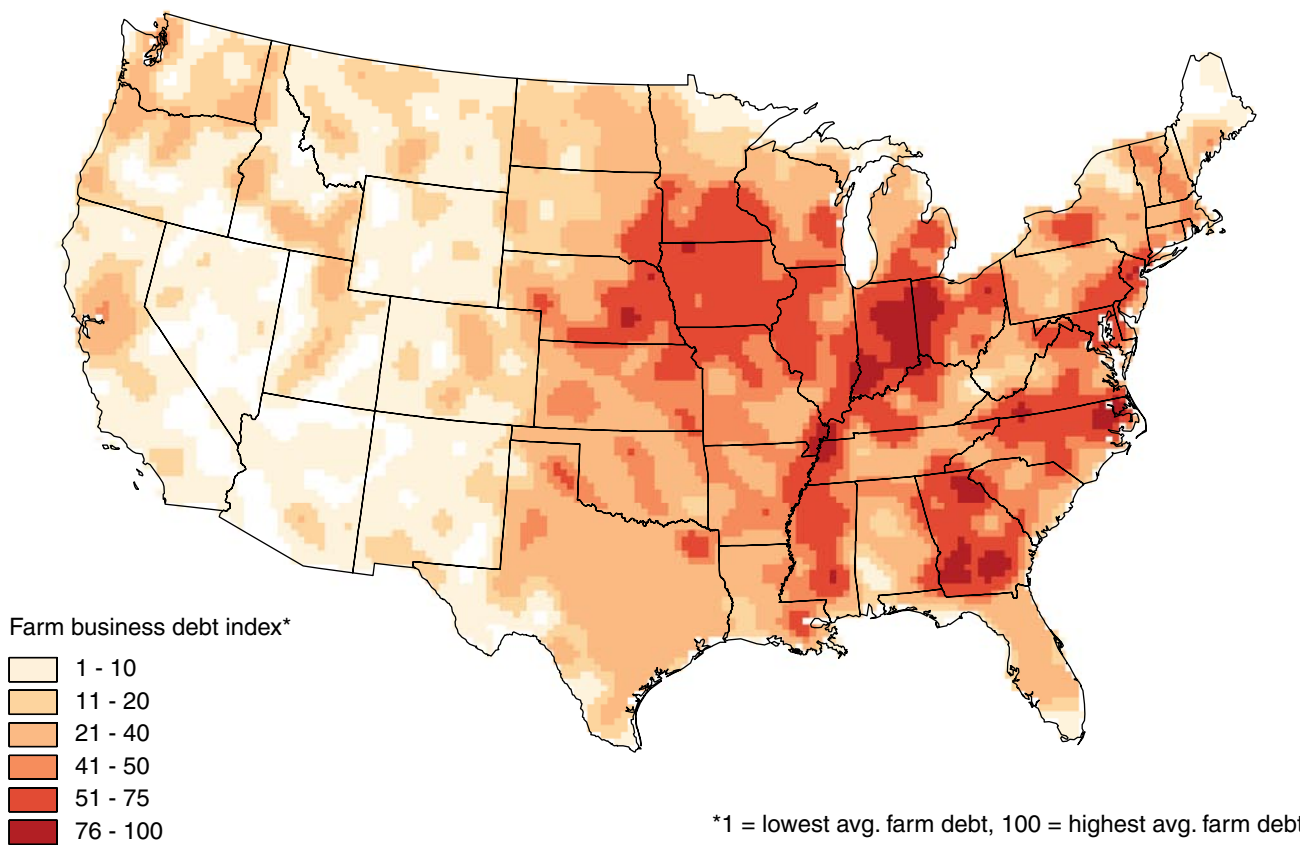 Farm business debt index*
1 - 10
11 - 20
21 - 40
41 - 50
51 - 75
76 - 100
*1 = lowest avg. farm debt, 100 = highest avg. farm debt